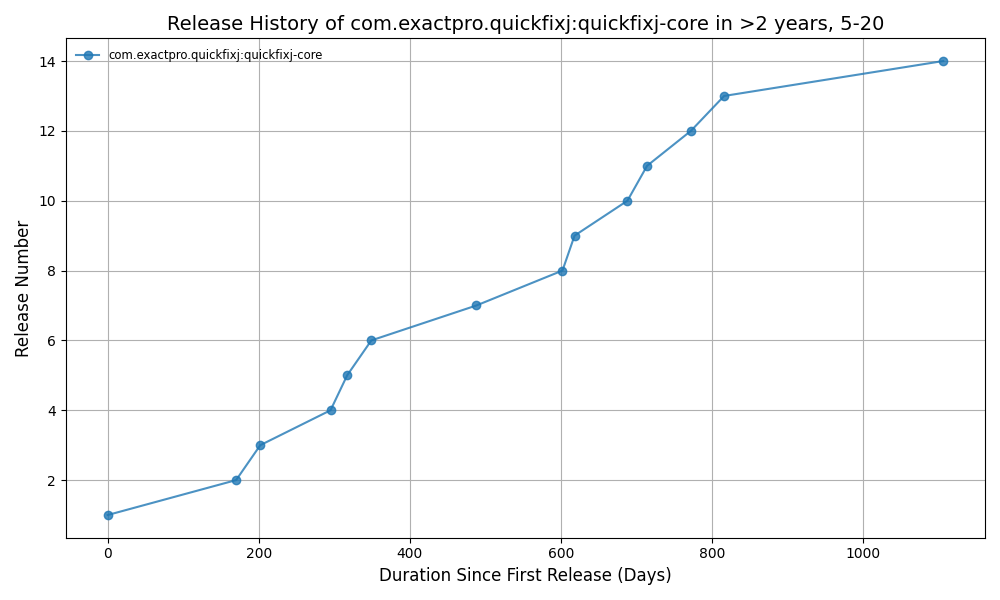 Release History of com.exactpro.quickfixj:quickfixj-core in >2 years, 5-20
com.exactpro.quickfixj:quickfixj-core
14
12
10
8
6
4
2
Release Number
0 200 400 600 800 1000
Duration Since First Release (Days)